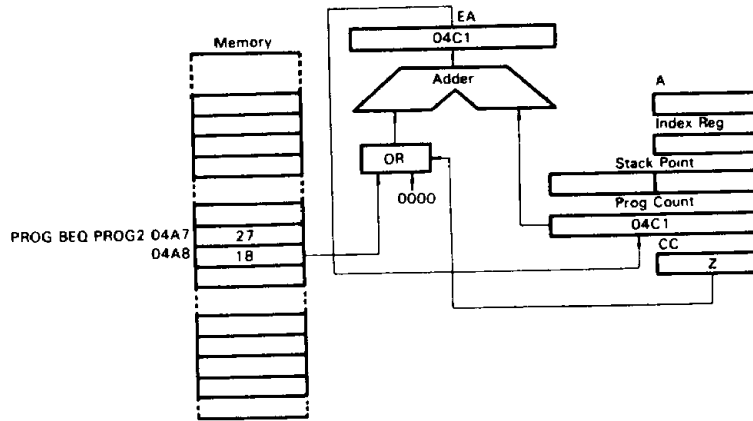 EA
04C1
Memory
Adder
A
Index Reg
OR
Stack Point
0000
Prog Count
PROG BEQ PROG2 04A7 27
04C1
04A8 18
CC
Z